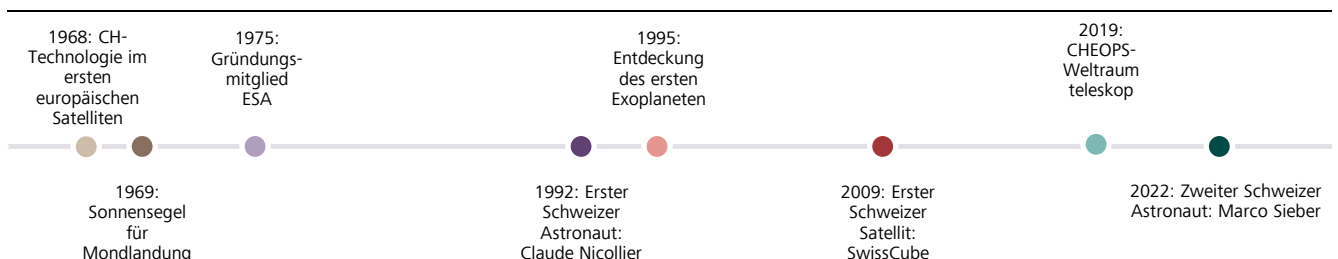 1968: CH-
Technologie im
ersten
europäischen
Satelliten
1969:
Sonnensegel
für
Mondlandung
1975:
Gründungs-
mitglied
ESA
1992: Erster
Schweizer
Astronaut:
Claude Nicollier
1995:
Entdeckung
des ersten
Exoplaneten
2009: Erster
Schweizer
Satellit:
SwissCube
2019:
CHEOPS-
Weltraum
teleskop
2022: Zweiter Schweizer
Astronaut: Marco Sieber